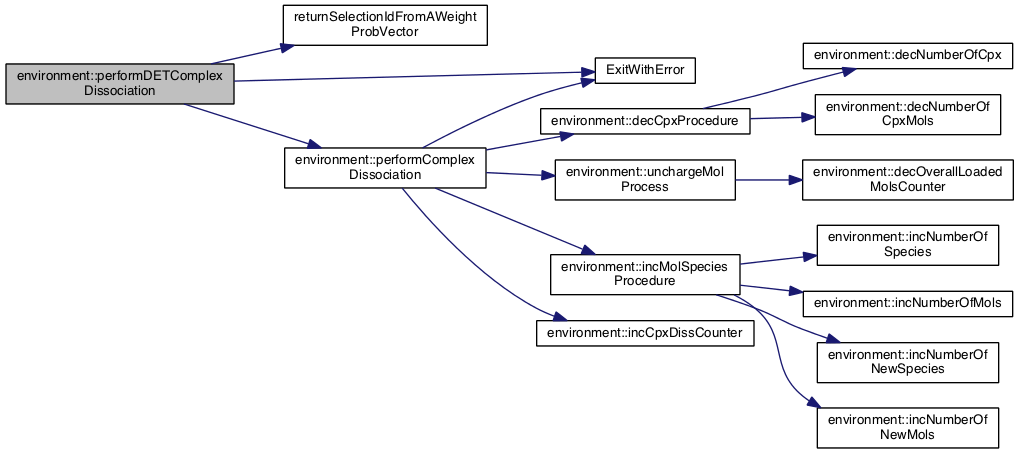 returnSelectionIdFromAWeight
ProbVector
environment::performDETComplex
Dissociation
ExitWithError
environment::performComplex
Dissociation
environment::decCpxProcedure
environment::decNumberOfCpx
environment::decNumberOf
CpxMols
environment::unchargeMol
Process
environment::decOverallLoaded
MolsCounter
environment::incMolSpecies
Procedure
environment::incNumberOf
Species
environment::incNumberOfMols
environment::incNumberOf
NewSpecies
environment::incNumberOf
NewMols
environment::incCpxDissCounter